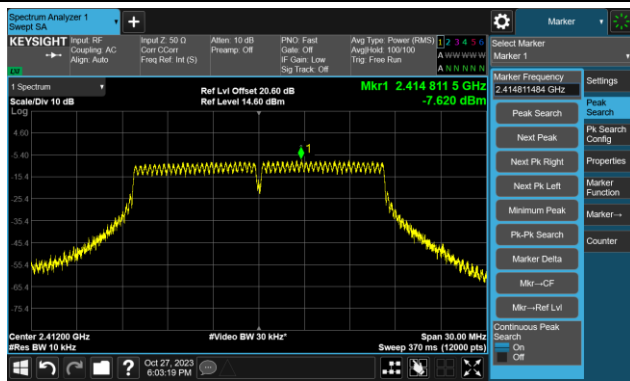 Spectrum Analyzer 1
Swept SA
+
Marker
KEYSIGHT
Input: RF
Coupling: AC
Align: Auto
Input Z: 50 Ω
Corr CCorr
Freq Ref: Int (S)
Atten: 10 dB
Preamp: Off
PNO: Fast
Gate: Off
IF Gain: Low
Sig Track: Off
Avg Type: Power (RMS)
Avg|Hold: 100/100
Trig: Free Run
1 2 3 4 5 6
A W W W W W
A N N N N N
LXI
1 Spectrum
Scale/Div 10 dB
Log
Ref Lvl Offset 20.60 dB
Ref Level 14.60 dBm
Mkr1 2.414 811 5 GHz
-7.620 dBm
1
4.60
-5.40
-15.4
-25.4
-35.4
-45.4
-55.4
-65.4
-75.4
Center 2.41200 GHz
#Res BW 10 kHz
#Video BW 30 kHz*
Span 30.00 MHz
Sweep 370 ms (12000 pts)
Select Marker
Marker 1
Marker Frequency
2.414811484 GHz
Peak Search
Next Peak
Next Pk Right
Next Pk Left
Minimum Peak
Pk-Pk Search
Marker Delta
Mkr→CF
Mkr→Ref Lvl
Continuous Peak
Search
On
Off
Settings
Peak
Search
Pk Search
Config
Properties
Marker
Function
Marker→
Counter
?
Oct 27, 2023
6:03:19 PM